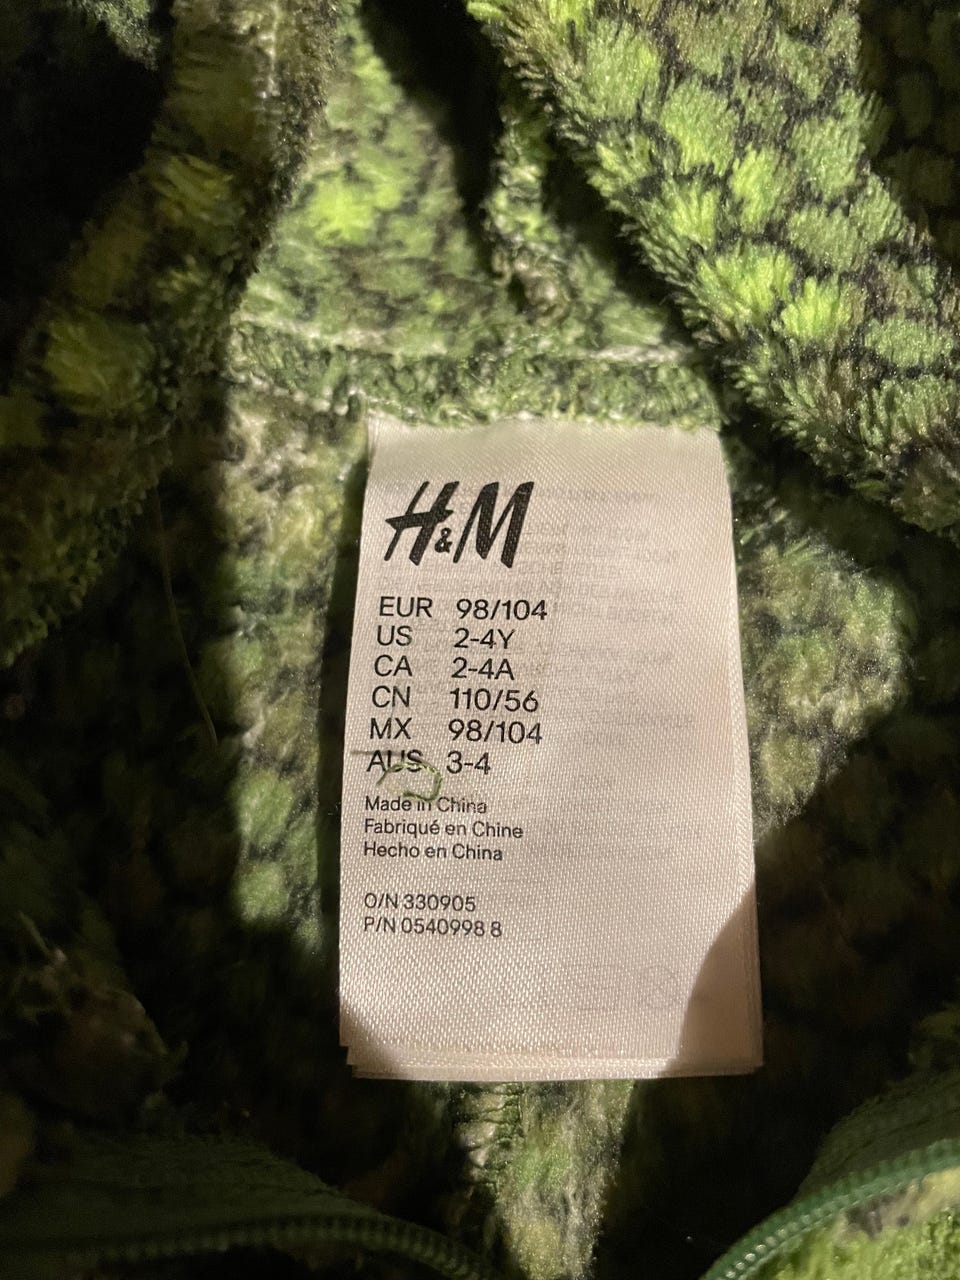 H&M
EUR 98/104
US 2-4Y
CA 2-4A
CN 110/56
MX 98/104
AUS 3-4
Made in China
Fabriqué en Chine
Hecho en China
O/N 330905
P/N 0540998 8